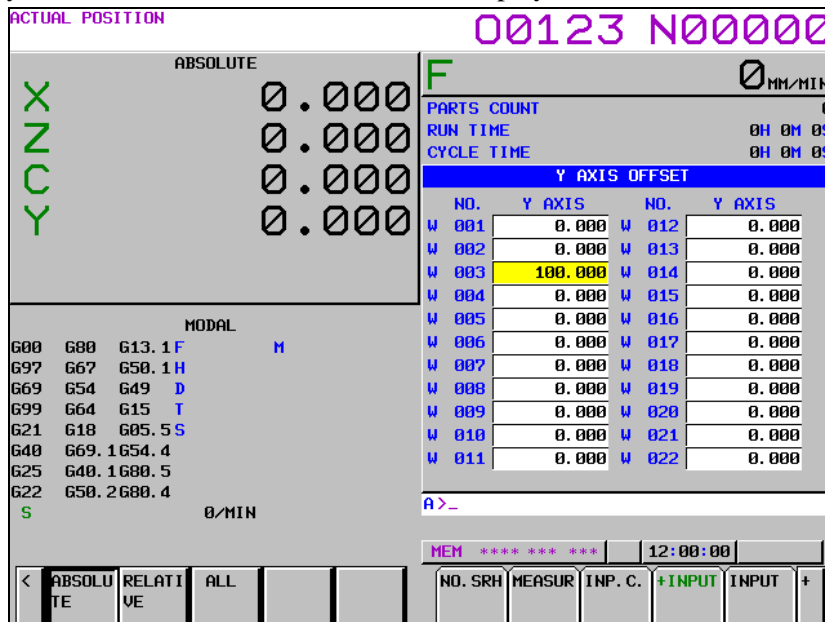 ACTUAL POSITION
O0123 N00000
ABSOLUTE
X 0.000
Z 0.000
C 0.000
Y 0.000
F 0 MM/MIN
PARTS COUNT
RUN TIME 0H 0M 0S
CYCLE TIME 0H 0M 0S
Y AXIS OFFSET
NO. Y AXIS NO. Y AXIS
W 001 0.000 W 012 0.000
W 002 0.000 W 013 0.000
W 003 100.000 W 014 0.000
W 004 0.000 W 015 0.000
W 005 0.000 W 016 0.000
W 006 0.000 W 017 0.000
W 007 0.000 W 018 0.000
W 008 0.000 W 019 0.000
W 009 0.000 W 020 0.000
W 010 0.000 W 021 0.000
W 011 0.000 W 022 0.000
MODAL
G00 G80 G13.1 F M
G97 G67 G50.1 H
G69 G54 G49 D
G99 G64 G15 T
G21 G18 G05.5 S
G40 G69.1 G54.4
G25 G40.1 G80.5
G22 G50.2 G80.4
S 0/MIN
A>_
MEM **** *** *** 12:00:00
< ABSOLUTE RELATIVE ALL
NO.SRH MEASUR INP.C. +INPUT INPUT +